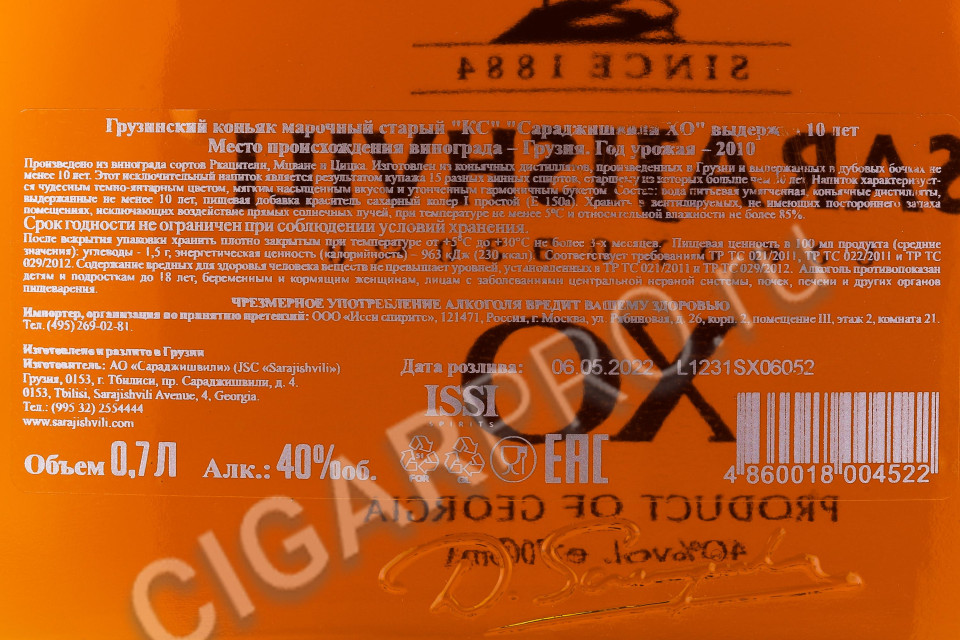 SINCE 1884
Грузинский коньяк марочный старый "КС" "Сараджишвили ХО" выдерж 10 лет
Место происхождения винограда – Грузия. Год урожая – 2010
Произведено из винограда сортов Ркацители, Мцване и Цицка. Изготовлен из коньячных дистиллятов, произведенных в Грузии и выдержанных в дубовых бочках не
менее 10 лет. Этот исключительный напиток является результатом купажа 15 разных винных спиртов, старшему из которых больше чем 10 лет. Напиток характеризует-
ся чудесным темно-янтарным цветом, мягким насыщенным вкусом и утонченным гармоничным букетом. Состав: вода питьевая умягченная, коньячные дистилляты,
выдержанные не менее 10 лет, пищевая добавка краситель сахарный колер I простой (Е 150а). Хранить в вентилируемых, не имеющих постороннего запаха
помещениях, исключающих воздействие прямых солнечных лучей, при температуре не менее 5°С и относительной влажности не более 85%.
Срок годности не ограничен при соблюдении условий хранения.
После вскрытия упаковки хранить плотно закрытым при температуре от +5°С до +30°С не более 3-х месяцев. Пищевая ценность в 100 мл продукта (средние
значения): углеводы - 1,5 г, энергетическая ценность (калорийность) – 963 кДж (230 ккал). Соответствует требованиям ТР ТС 021/2011, ТР ТС 022/2011 и ТР ТС
029/2012. Содержание вредных для здоровья человека веществ не превышает уровней, установленных в ТР ТС 021/2011 и ТР ТС 029/2012. Алкоголь противопоказан
детям и подросткам до 18 лет, беременным и кормящим женщинам, лицам с заболеваниями центральной нервной системы, почек, печени и других органов
пищеварения.
ЧРЕЗМЕРНОЕ УПОТРЕБЛЕНИЕ АЛКОГОЛЯ ВРЕДИТ ВАШЕМУ ЗДОРОВЬЮ
Импортер, организация по принятию претензий: ООО «Исси спиритс», 121471, Россия, г. Москва, ул. Рябиновая, д. 26, корп. 2, помещение III, этаж 2, комната 21.
Тел. (495) 269-02-81.
Изготовлено и разлито в Грузии
Изготовитель: АО «Сараджишвили» (JSC «Sarajishvili»)
Грузия, 0153, г. Тбилиси, пр. Сараджишвили, д. 4.
0153, Tbilisi, Sarajishvili Avenue, 4, Georgia.
Тел.: (995 32) 2554444
www.sarajishvili.com
Дата розлива: 06.05.2022 L1231SX06052
XO
ISSI
SPIRITS
Объем 0,7 Л Алк.: 40%об.
EAC
4 860018 004522
PRODUCT OF GEORGIA
40%vol. e700ml
CIGARPRO.RU